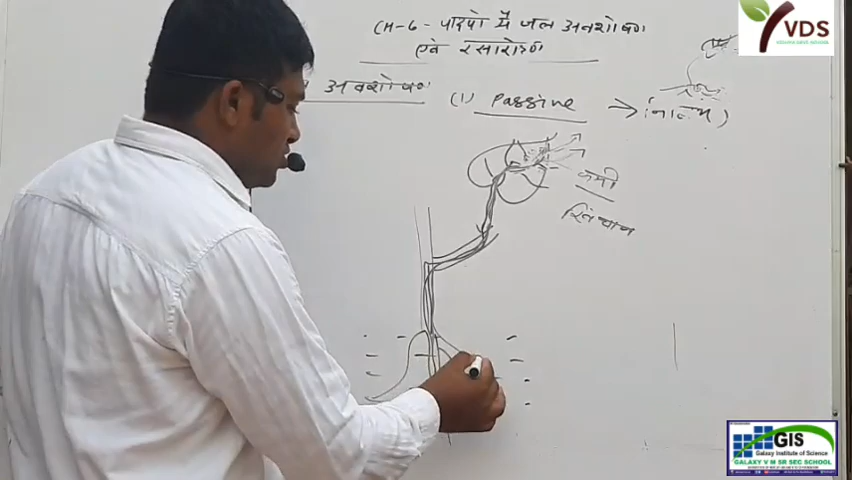 CH-6 - पादपो में जल अवशोषण
एवं रसारोहण
अवशोषण
(1) Passive → (निष्क्रिय)
कमी
खिंचाव
VDS
GIS
Galaxy Institute of Science
GALAXY V M SR SEC SCHOOL